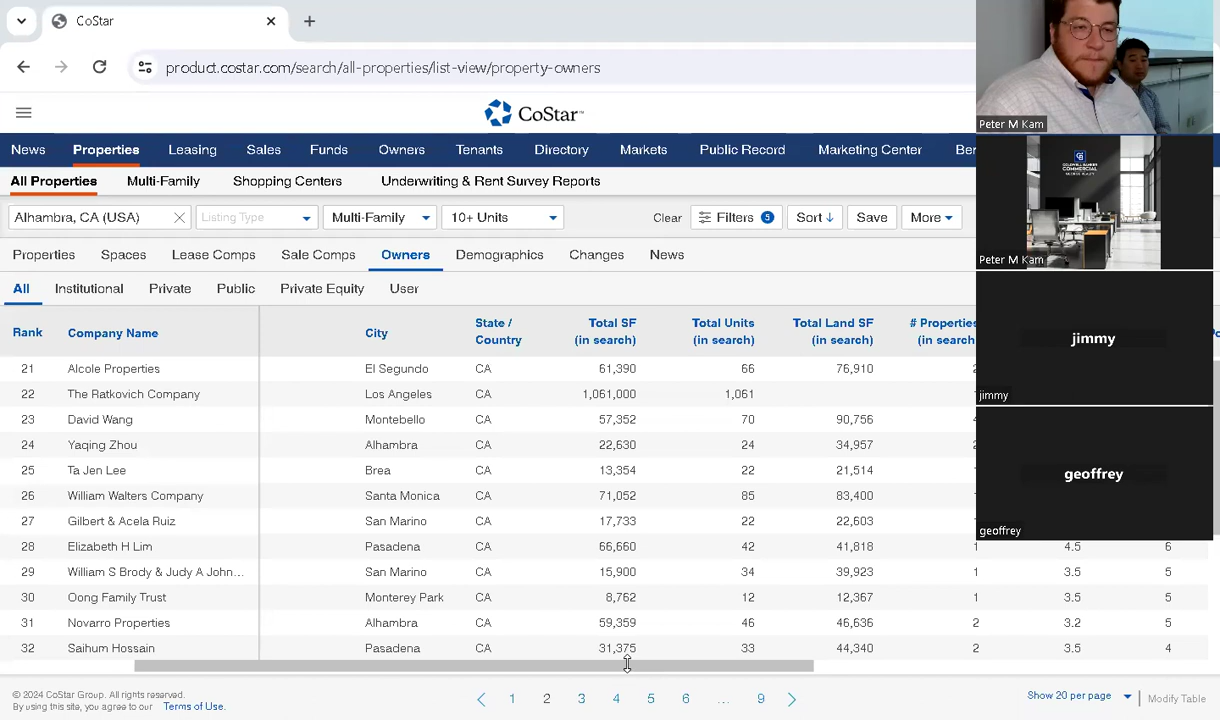 CoStar
product.costar.com/search/all-properties/list-view/property-owners
CoStar™
News Properties Leasing Sales Funds Owners Tenants Directory Markets Public Record Marketing Center Ben
All Properties Multi-Family Shopping Centers Underwriting & Rent Survey Reports
Alhambra, CA (USA) Listing Type Multi-Family 10+ Units Clear Filters 5 Sort Save More
Properties Spaces Lease Comps Sale Comps Owners Demographics Changes News
All Institutional Private Public Private Equity User
Rank Company Name City State / Country Total SF (in search) Total Units (in search) Total Land SF (in search) # Properties (in search
21 Alcole Properties El Segundo CA 61,390 66 76,910
22 The Ratkovich Company Los Angeles CA 1,061,000 1,061
23 David Wang Montebello CA 57,352 70 90,756
24 Yaqing Zhou Alhambra CA 22,630 24 34,957
25 Ta Jen Lee Brea CA 13,354 22 21,514
26 William Walters Company Santa Monica CA 71,052 85 83,400
27 Gilbert & Acela Ruiz San Marino CA 17,733 22 22,603
28 Elizabeth H Lim Pasadena CA 66,660 42 41,818 1 4.5 6
29 William S Brody & Judy A John... San Marino CA 15,900 34 39,923 1 3.5 5
30 Oong Family Trust Monterey Park CA 8,762 12 12,367 1 3.5 5
31 Novarro Properties Alhambra CA 59,359 46 46,636 2 3.2 5
32 Saihum Hossain Pasadena CA 31,375 33 44,340 2 3.5 4
© 2024 CoStar Group. All rights reserved.
By using this site, you agree to our Terms of Use.
1 2 3 4 5 6 ... 9
Show 20 per page Modify Table
Peter M Kam
COLDWELL BANKER
COMMERCIAL
Peter M Kam
jimmy
jimmy
geoffrey
geoffrey